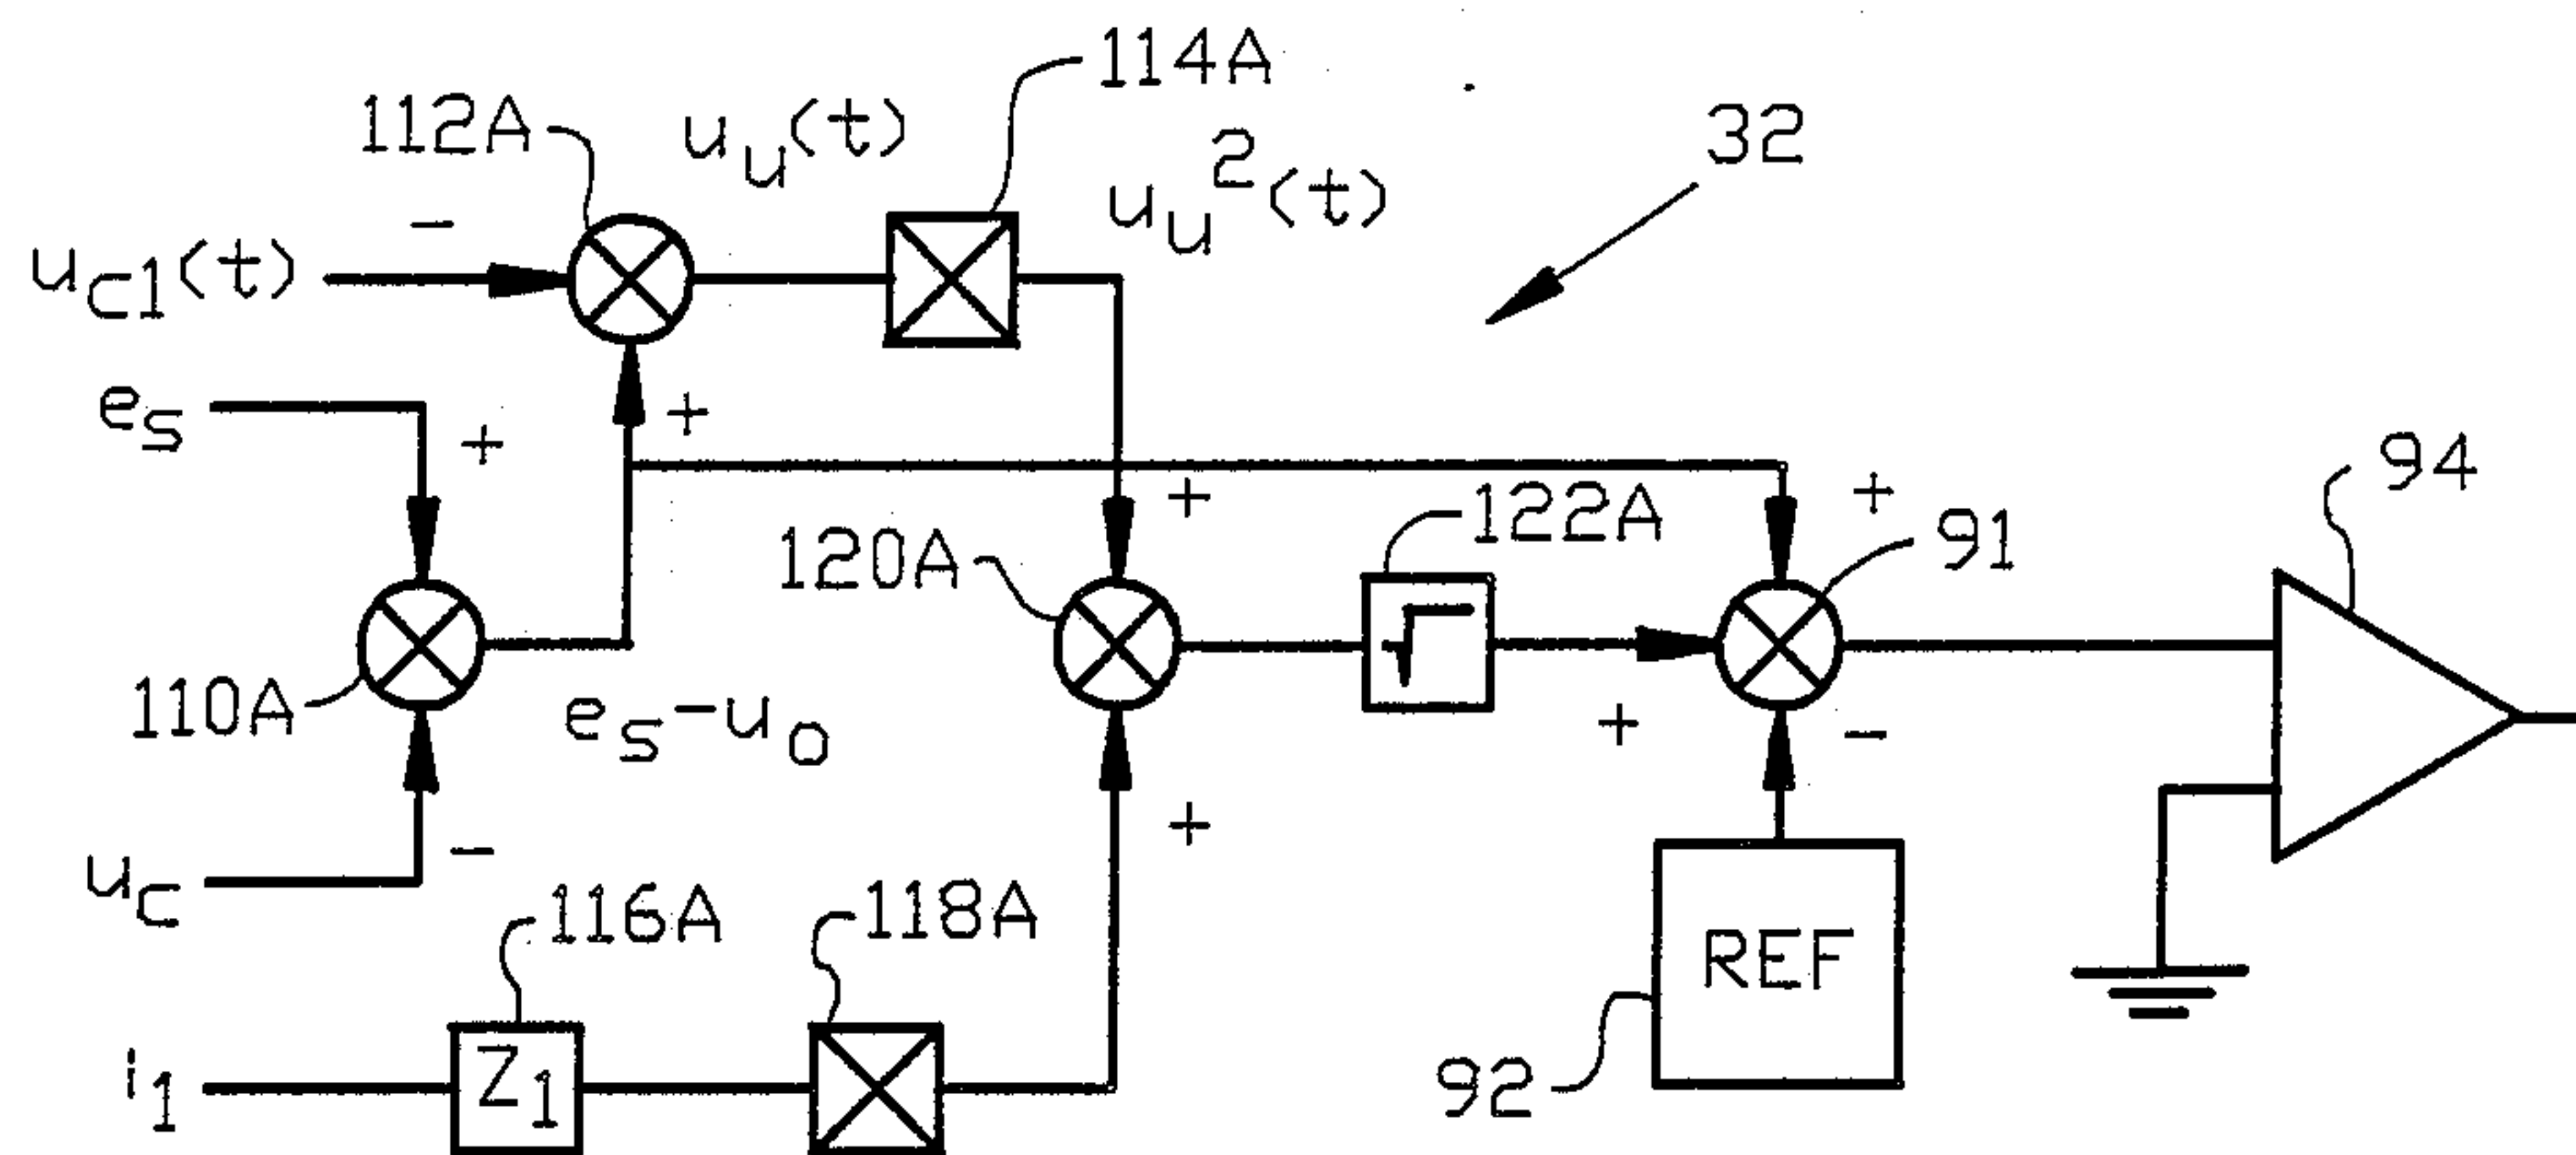 114A
112A
u_u(t)
32
u_u^2(t)
-
u_c1(t)
e_s
+
+
+
+
94
122A
91
120A
110A
e_s-u_o
+
-
-
+
u_c
116A
118A
REF
i_1
Z_1
92